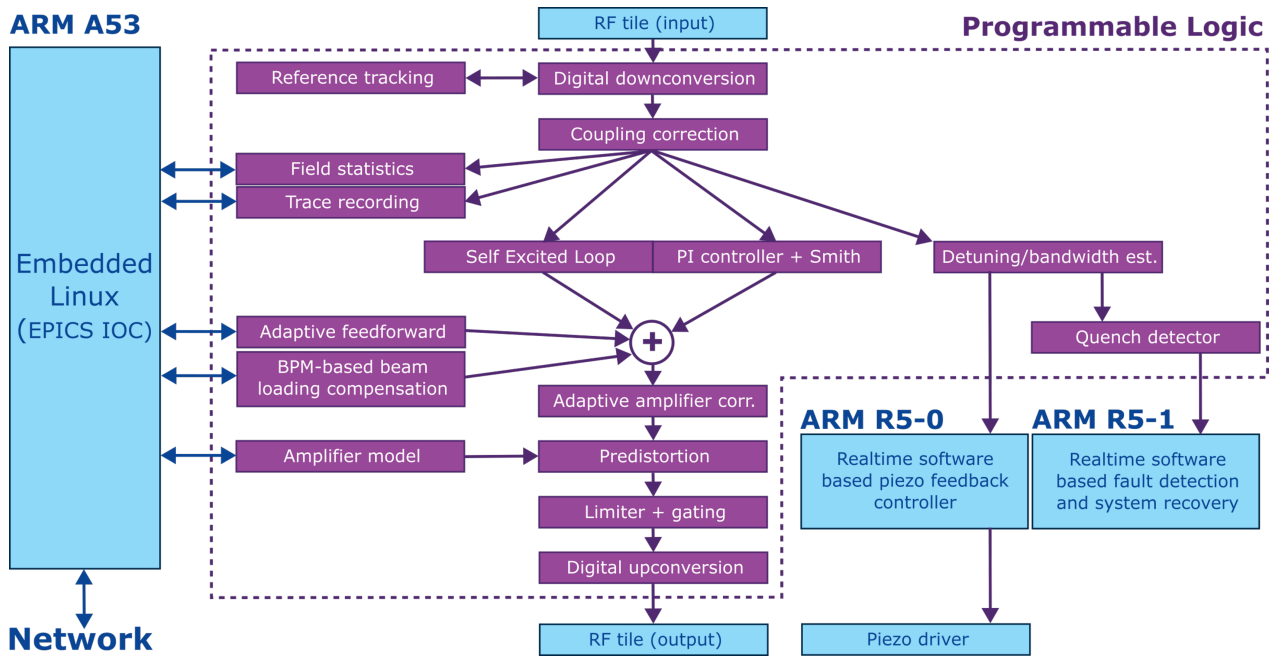 ARM A53
RF tile (input)
Programmable Logic
Reference tracking
Digital downconversion
Coupling correction
Field statistics
Trace recording
Self Excited Loop
PI controller + Smith
Detuning/bandwidth est.
Embedded
Linux
(EPICS IOC)
Adaptive feedforward
+
Quench detector
BPM-based beam
loading compensation
Adaptive amplifier corr.
ARM R5-0
ARM R5-1
Amplifier model
Predistortion
Realtime software
based piezo feedback
controller
Realtime software
based fault detection
and system recovery
Limiter + gating
Digital upconversion
Network
RF tile (output)
Piezo driver